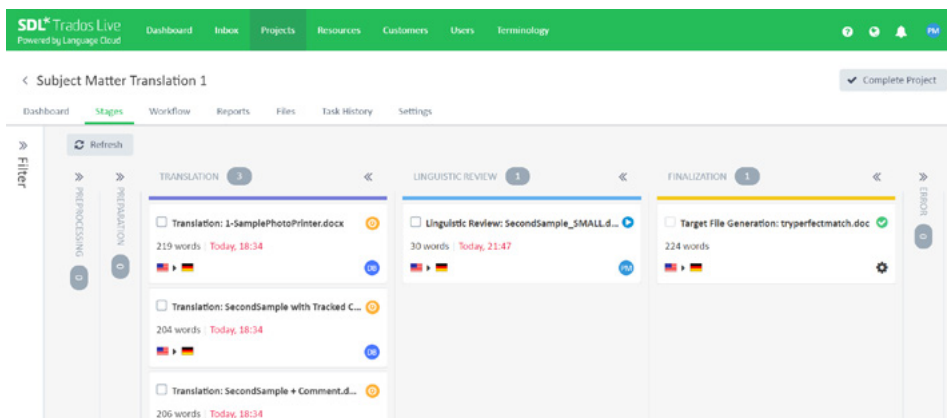 SDL* Trados Live
Powered by Language Cloud
Dashboard Inbox Projects Resources Customers Users Terminology
PM
Subject Matter Translation 1
Complete Project
Dashboard Stages Workflow Reports Files Task History Settings
Filter
Refresh
PREPROCESSING 0
PREPARATION 0
TRANSLATION 3
Translation: 1-SamplePhotoPrinter.docx
219 words | Today, 18:34
DB
Translation: SecondSample with Tracked C...
204 words | Today, 18:34
DB
Translation: SecondSample + Comment.d...
206 words | Today, 18:34
LINGUISTIC REVIEW 1
Linguistic Review: SecondSample_SMALL.d...
30 words | Today, 21:47
PM
FINALIZATION 1
Target File Generation: tryperfectmatch.doc
224 words
ERROR 0